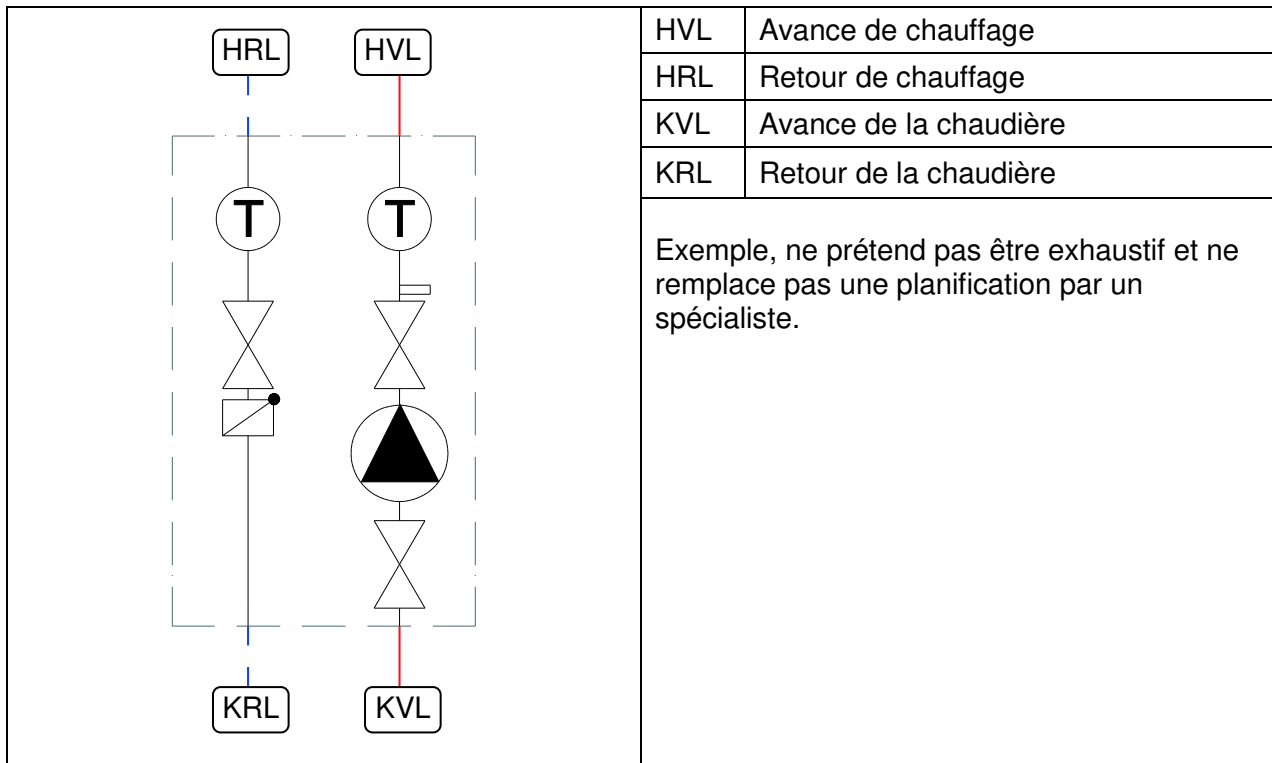 HRL HVL
T T
KRL KVL
HVL Avance de chauffage
HRL Retour de chauffage
KVL Avance de la chaudière
KRL Retour de la chaudière
Exemple, ne prétend pas être exhaustif et ne
remplace pas une planification par un
spécialiste.